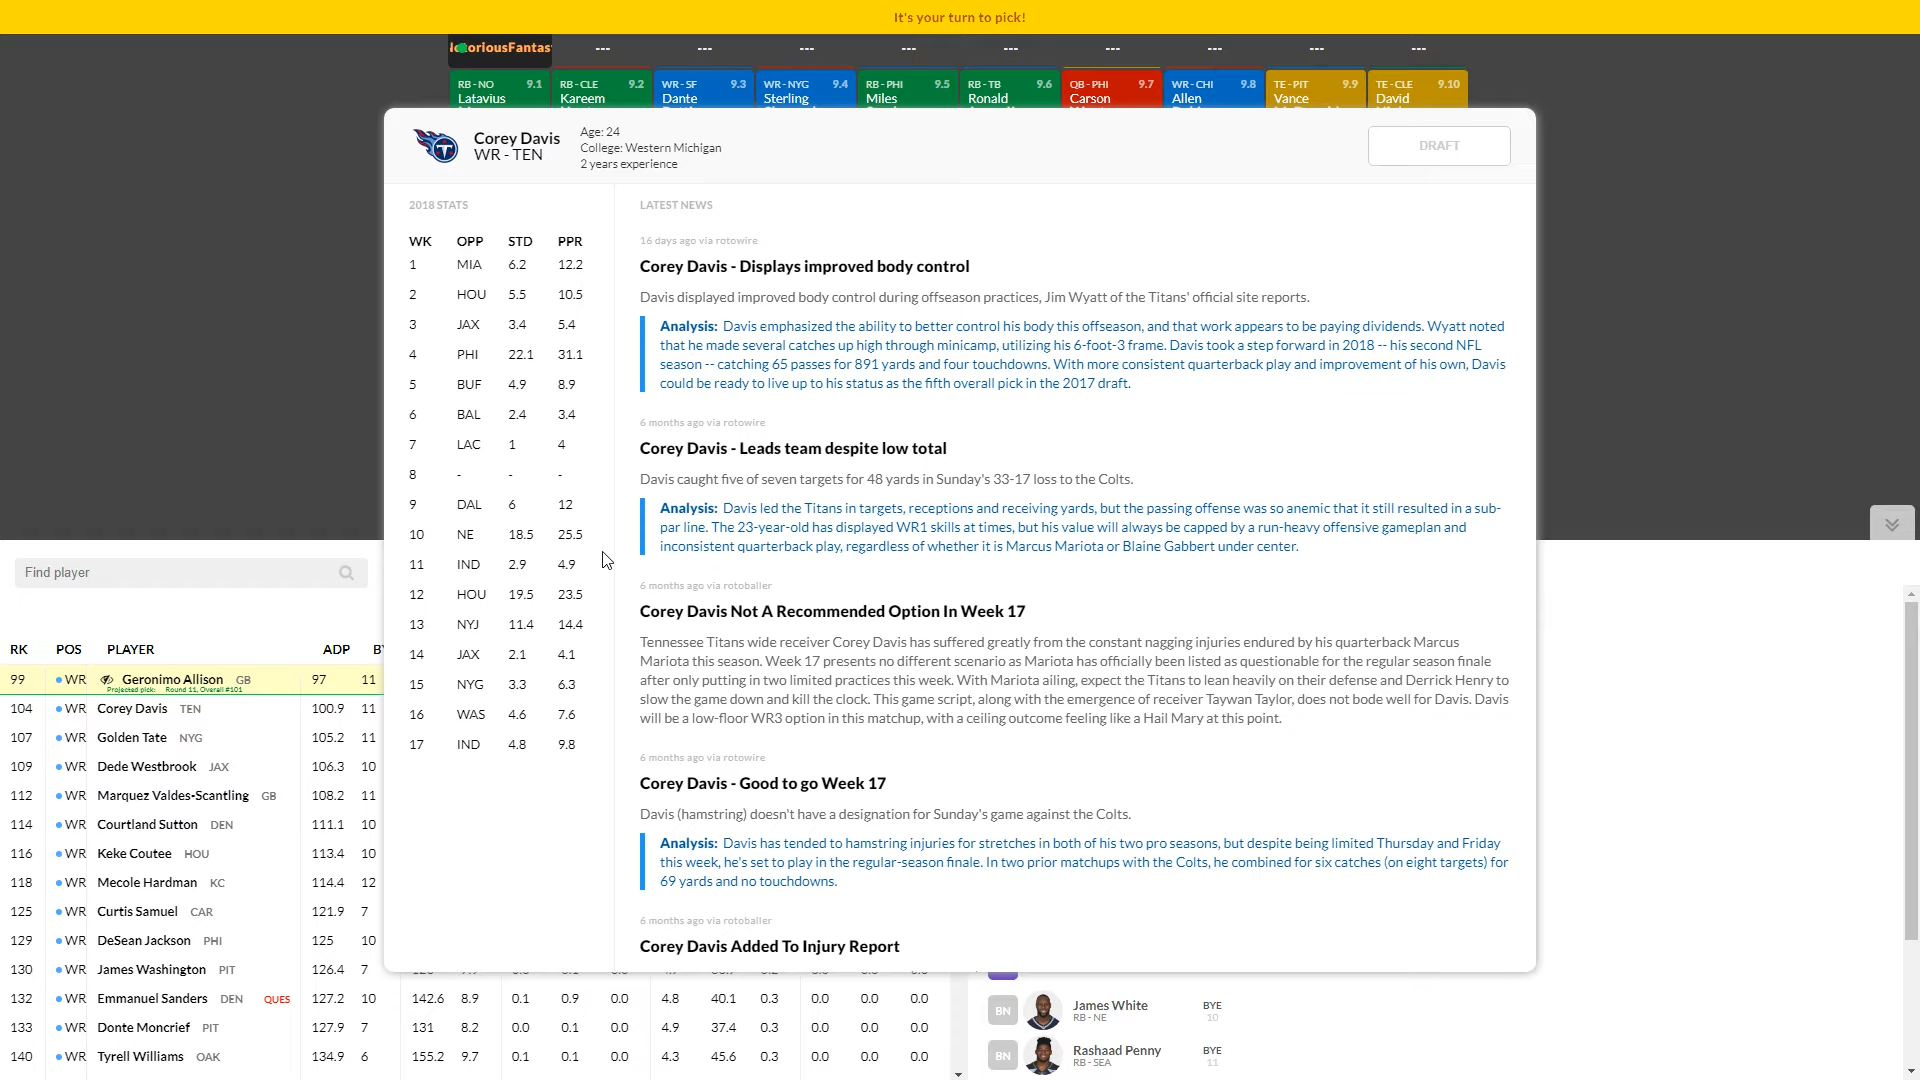 It's your turn to pick!
--- --- --- --- --- --- --- --- ---
RB - NO 9.1 RB - CLE 9.2 WR - SF 9.3 WR - NYG 9.4 RB - PHI 9.5 RB - TB 9.6 QB - PHI 9.7 WR - CHI 9.8 TE - PIT 9.9 TE - CLE 9.10
Latavius Kareem Dante Sterling Miles Ronald Carson Allen Vance David
Corey Davis
WR - TEN
Age: 24
College: Western Michigan
2 years experience
DRAFT
2018 STATS
WK OPP STD PPR
1 MIA 6.2 12.2
2 HOU 5.5 10.5
3 JAX 3.4 5.4
4 PHI 22.1 31.1
5 BUF 4.9 8.9
6 BAL 2.4 3.4
7 LAC 1 4
8 - - -
9 DAL 6 12
10 NE 18.5 25.5
11 IND 2.9 4.9
12 HOU 19.5 23.5
13 NYJ 11.4 14.4
14 JAX 2.1 4.1
15 NYG 3.3 6.3
16 WAS 4.6 7.6
17 IND 4.8 9.8
LATEST NEWS
16 days ago via rotowire
Corey Davis - Displays improved body control
Davis displayed improved body control during offseason practices, Jim Wyatt of the Titans' official site reports.
Analysis: Davis emphasized the ability to better control his body this offseason, and that work appears to be paying dividends. Wyatt noted
that he made several catches up high through minicamp, utilizing his 6-foot-3 frame. Davis took a step forward in 2018 -- his second NFL
season -- catching 65 passes for 891 yards and four touchdowns. With more consistent quarterback play and improvement of his own, Davis
could be ready to live up to his status as the fifth overall pick in the 2017 draft.
6 months ago via rotowire
Corey Davis - Leads team despite low total
Davis caught five of seven targets for 48 yards in Sunday's 33-17 loss to the Colts.
Analysis: Davis led the Titans in targets, receptions and receiving yards, but the passing offense was so anemic that it still resulted in a sub-
par line. The 23-year-old has displayed WR1 skills at times, but his value will always be capped by a run-heavy offensive gameplan and
inconsistent quarterback play, regardless of whether it is Marcus Mariota or Blaine Gabbert under center.
6 months ago via rotoballer
Corey Davis Not A Recommended Option In Week 17
Tennessee Titans wide receiver Corey Davis has suffered greatly from the constant nagging injuries endured by his quarterback Marcus
Mariota this season. Week 17 presents no different scenario as Mariota has officially been listed as questionable for the regular season finale
after only putting in two limited practices this week. With Mariota ailing, expect the Titans to lean heavily on their defense and Derrick Henry to
slow the game down and kill the clock. This game script, along with the emergence of receiver Taywan Taylor, does not bode well for Davis. Davis
will be a low-floor WR3 option in this matchup, with a ceiling outcome feeling like a Hail Mary at this point.
6 months ago via rotowire
Corey Davis - Good to go Week 17
Davis (hamstring) doesn't have a designation for Sunday's game against the Colts.
Analysis: Davis has tended to hamstring injuries for stretches in both of his two pro seasons, but despite being limited Thursday and Friday
this week, he's set to play in the regular-season finale. In two prior matchups with the Colts, he combined for six catches (on eight targets) for
69 yards and no touchdowns.
6 months ago via rotoballer
Corey Davis Added To Injury Report
Find player
RK POS PLAYER ADP
99 WR Geronimo Allison GB 97 11
Projected pick: Round 11, Overall #101
104 WR Corey Davis TEN 100.9 11
107 WR Golden Tate NYG 105.2 11
109 WR Dede Westbrook JAX 106.3 10
112 WR Marquez Valdes-Scantling GB 108.2 11
114 WR Courtland Sutton DEN 111.1 10
116 WR Keke Coutee HOU 113.4 10
118 WR Mecole Hardman KC 114.4 12
125 WR Curtis Samuel CAR 121.9 7
129 WR DeSean Jackson PHI 125 10
130 WR James Washington PIT 126.4 7
132 WR Emmanuel Sanders DEN QUES 127.2 10 142.6 8.9 0.1 0.9 0.0 4.8 40.1 0.3 0.0 0.0 0.0
133 WR Donte Moncrief PIT 127.9 7 131 8.2 0.0 0.1 0.0 4.9 37.4 0.3 0.0 0.0 0.0
140 WR Tyrell Williams OAK 134.9 6 155.2 9.7 0.1 0.1 0.0 4.3 45.6 0.3 0.0 0.0 0.0
BN James White BYE
RB - NE 10
BN Rashaad Penny BYE
RB - SEA 11